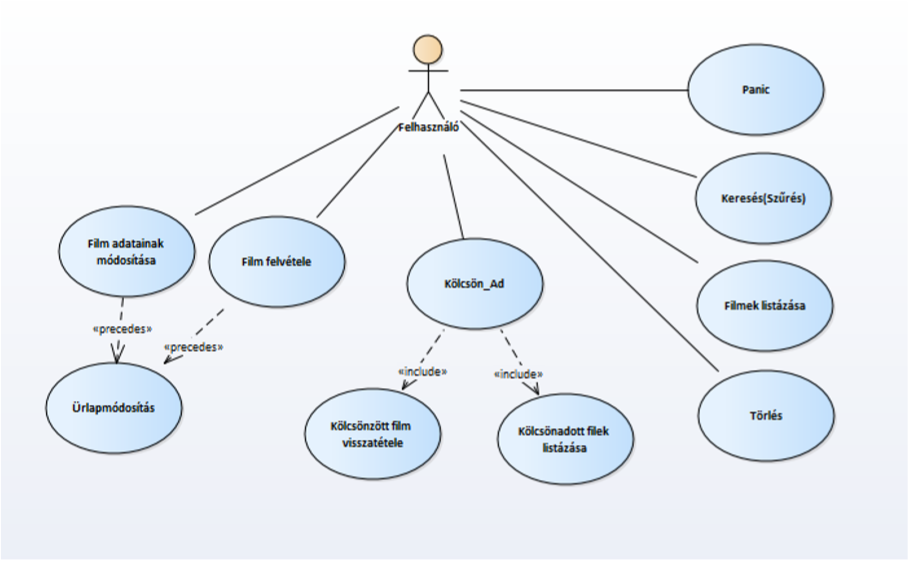 Felhasználó
Panic
Keresés(Szűrés)
Film adatainak
módosítása
Film felvétele
Kölcsön_Ad
Filmek listázása
«precedes»
«precedes»
«include»
«include»
Ürlapmódosítás
Kölcsönzött film
visszatétele
Kölcsönadott filek
listázása
Törlés